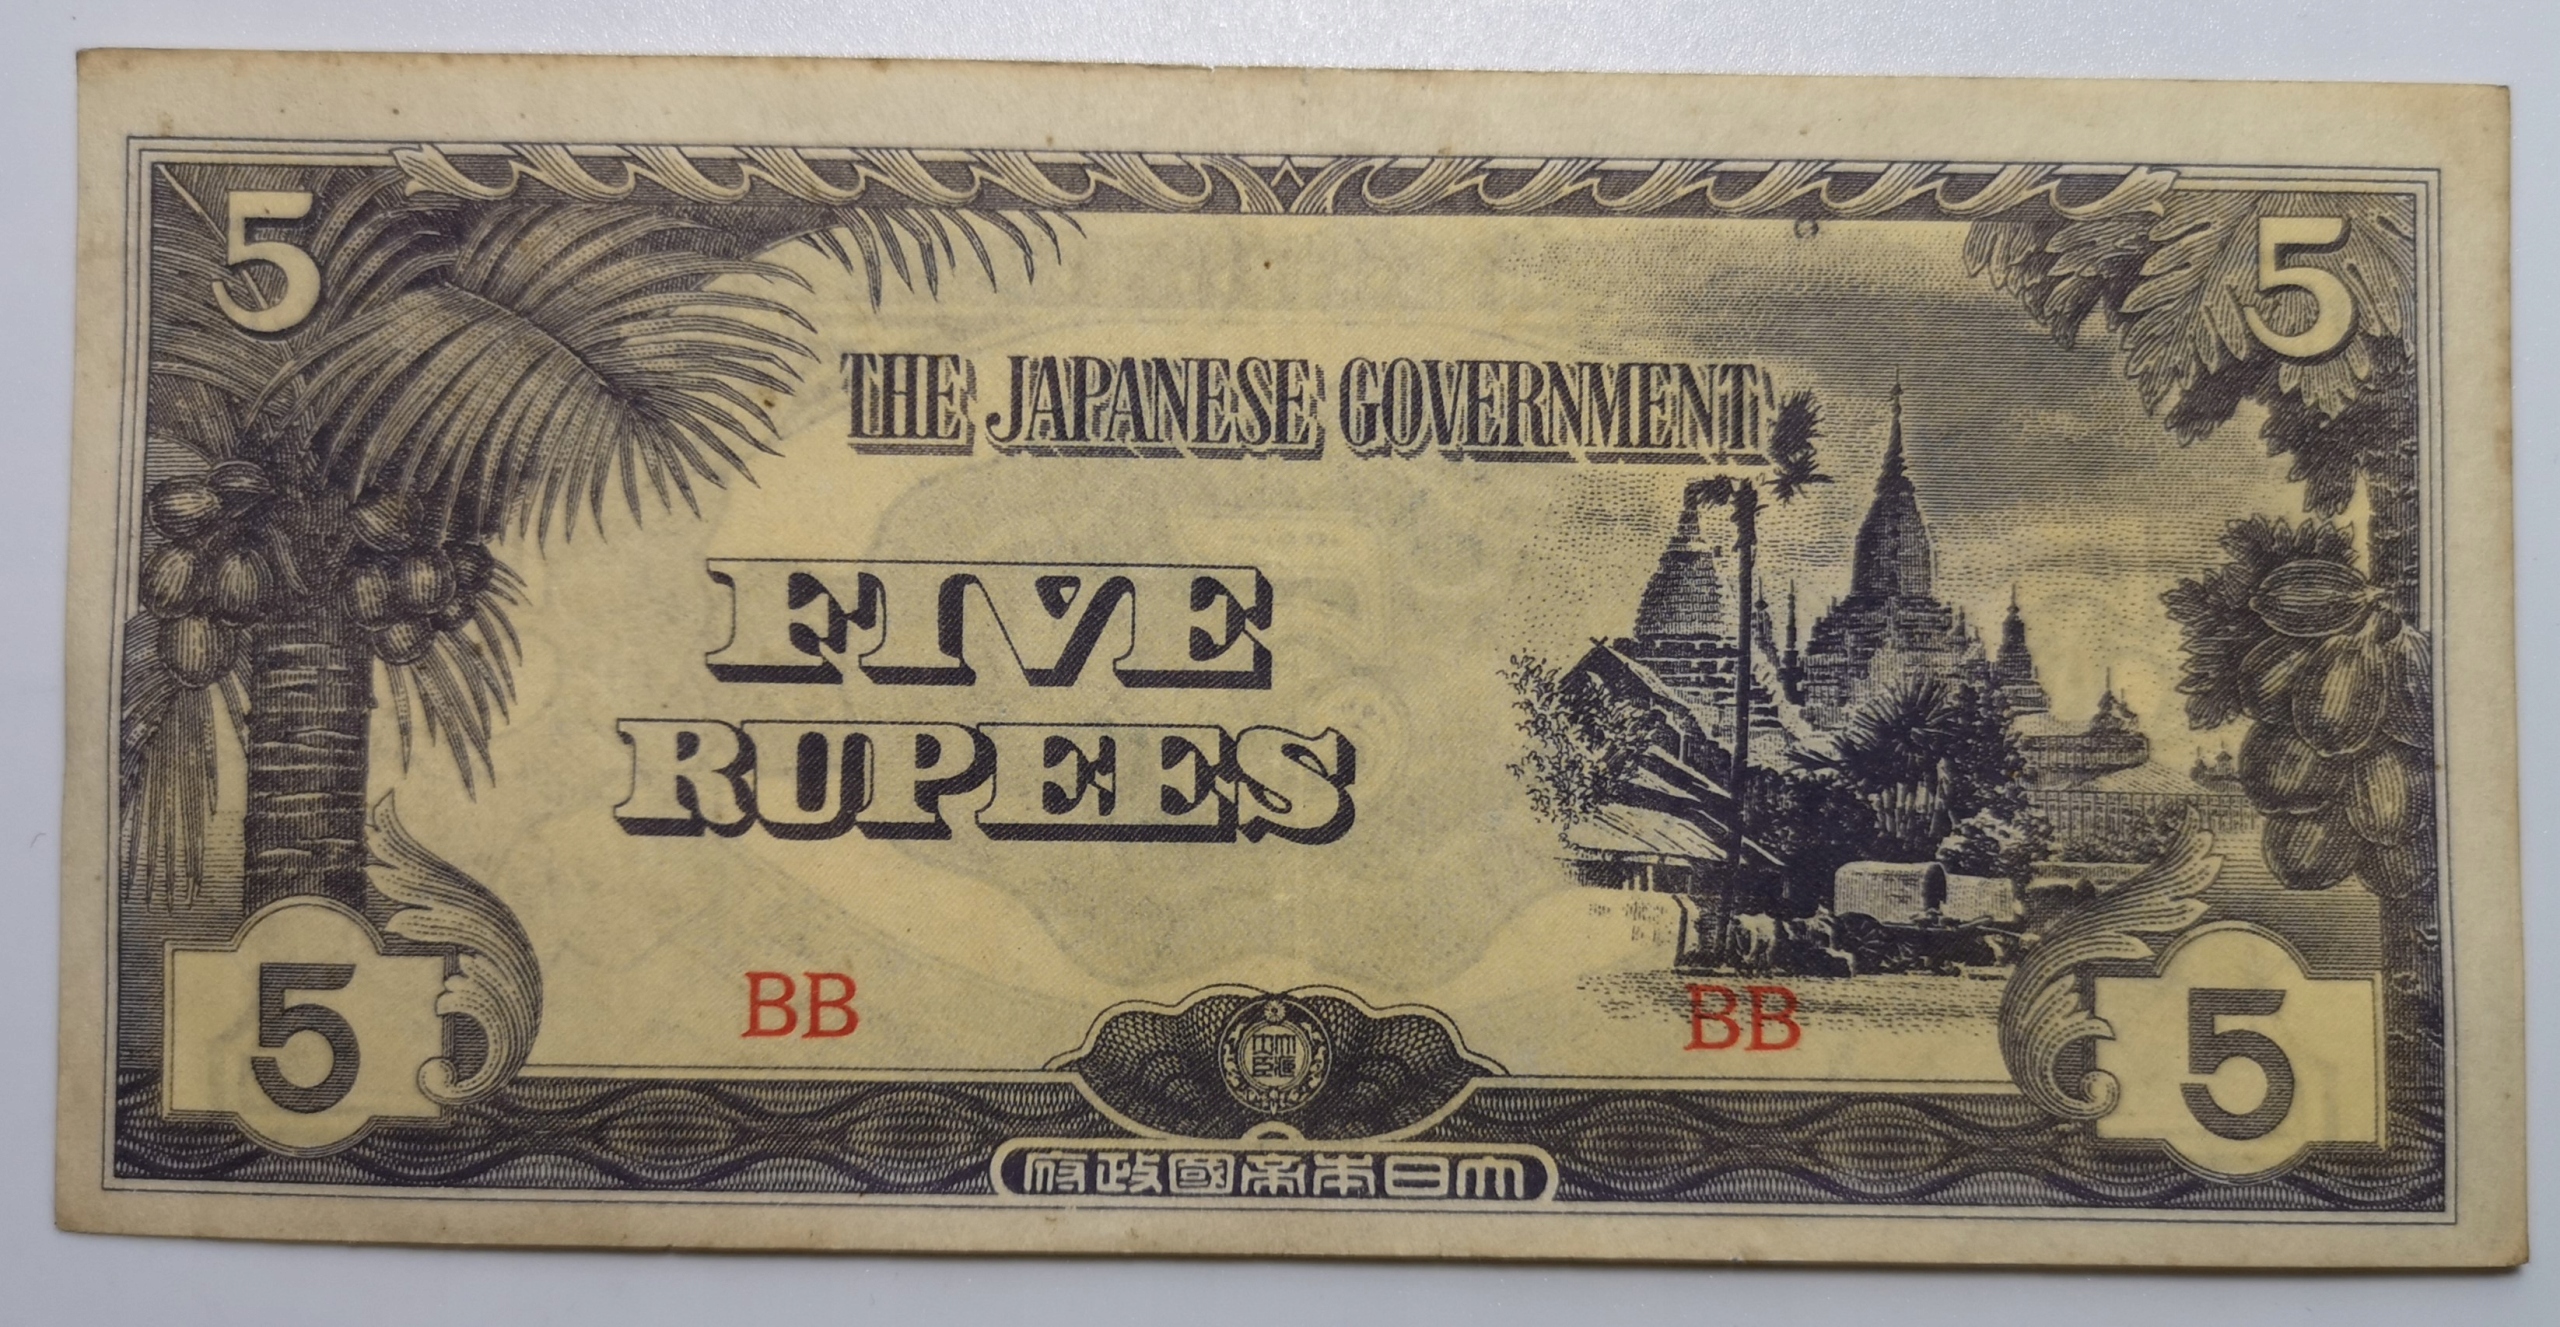 5 5
THE JAPANESE GOVERNMENT
FIVE
RUPEES
BB BB
5 5
府政國帝本日大